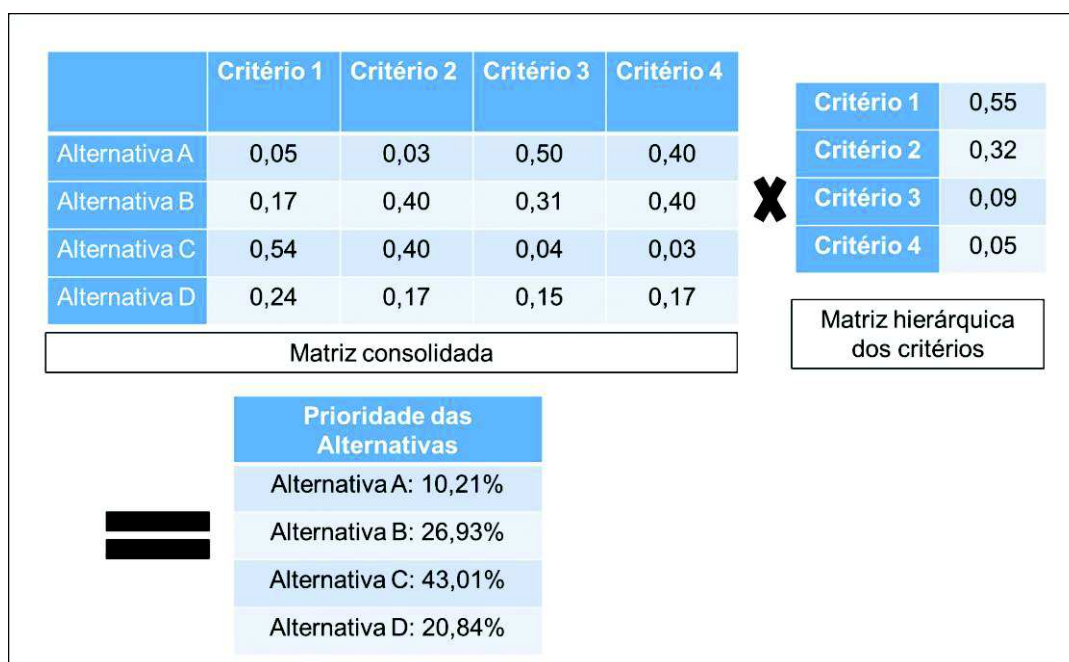 Critério 1 Critério 2 Critério 3 Critério 4
Alternativa A 0,05 0,03 0,50 0,40
Alternativa B 0,17 0,40 0,31 0,40
Alternativa C 0,54 0,40 0,04 0,03
Alternativa D 0,24 0,17 0,15 0,17
Matriz consolidada
X
Critério 1 0,55
Critério 2 0,32
Critério 3 0,09
Critério 4 0,05
Matriz hierárquica
dos critérios
=
Prioridade das
Alternativas
Alternativa A: 10,21%
Alternativa B: 26,93%
Alternativa C: 43,01%
Alternativa D: 20,84%